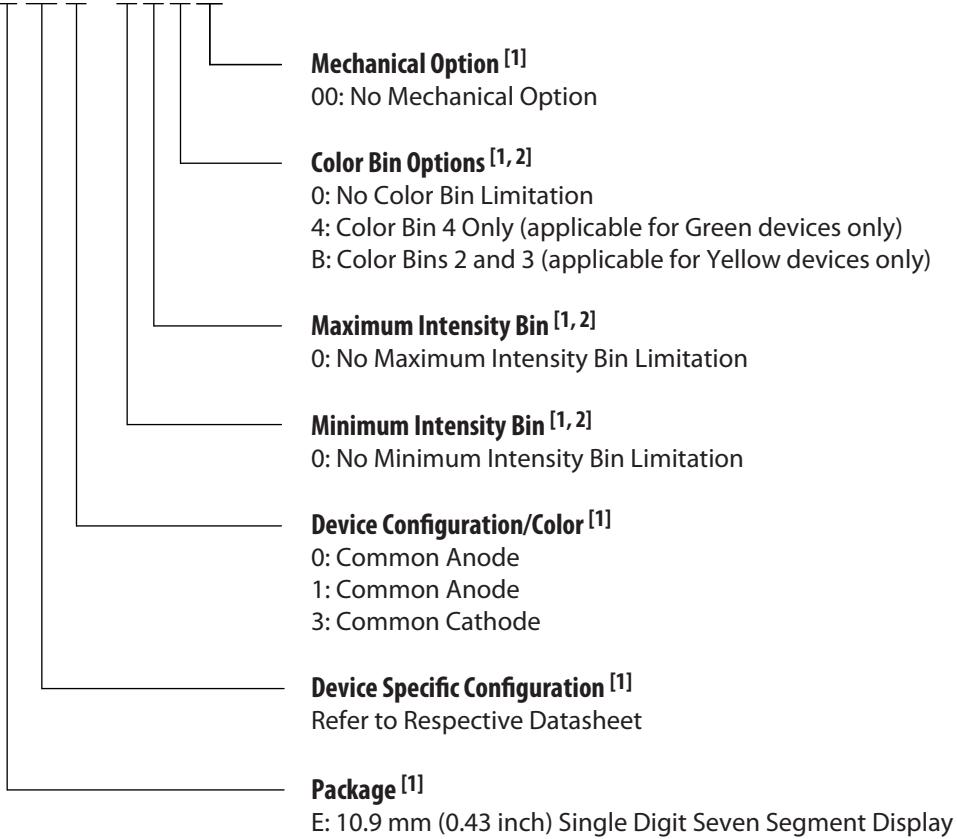 Mechanical Option [1]
00: No Mechanical Option
Color Bin Options [1, 2]
0: No Color Bin Limitation
4: Color Bin 4 Only (applicable for Green devices only)
B: Color Bins 2 and 3 (applicable for Yellow devices only)
Maximum Intensity Bin [1, 2]
0: No Maximum Intensity Bin Limitation
Minimum Intensity Bin [1, 2]
0: No Minimum Intensity Bin Limitation
Device Configuration/Color [1]
0: Common Anode
1: Common Anode
3: Common Cathode
Device Specific Configuration [1]
Refer to Respective Datasheet
Package [1]
E: 10.9 mm (0.43 inch) Single Digit Seven Segment Display